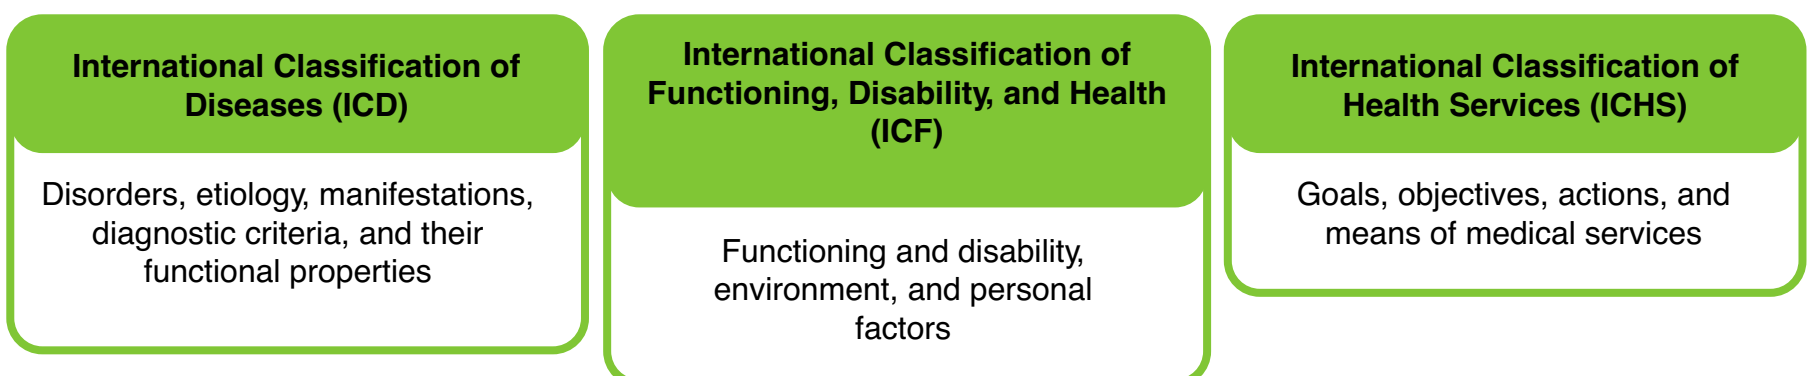 International Classification of
Diseases (ICD)
Disorders, etiology, manifestations,
diagnostic criteria, and their
functional properties
International Classification of
Functioning, Disability, and Health
(ICF)
Functioning and disability,
environment, and personal
factors
International Classification of
Health Services (ICHS)
Goals, objectives, actions, and
means of medical services